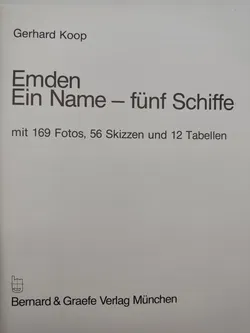 Gerhard Koop
Emden
Ein Name – fünf Schiffe
mit 169 Fotos, 56 Skizzen und 12 Tabellen
Bernard & Graefe Verlag München